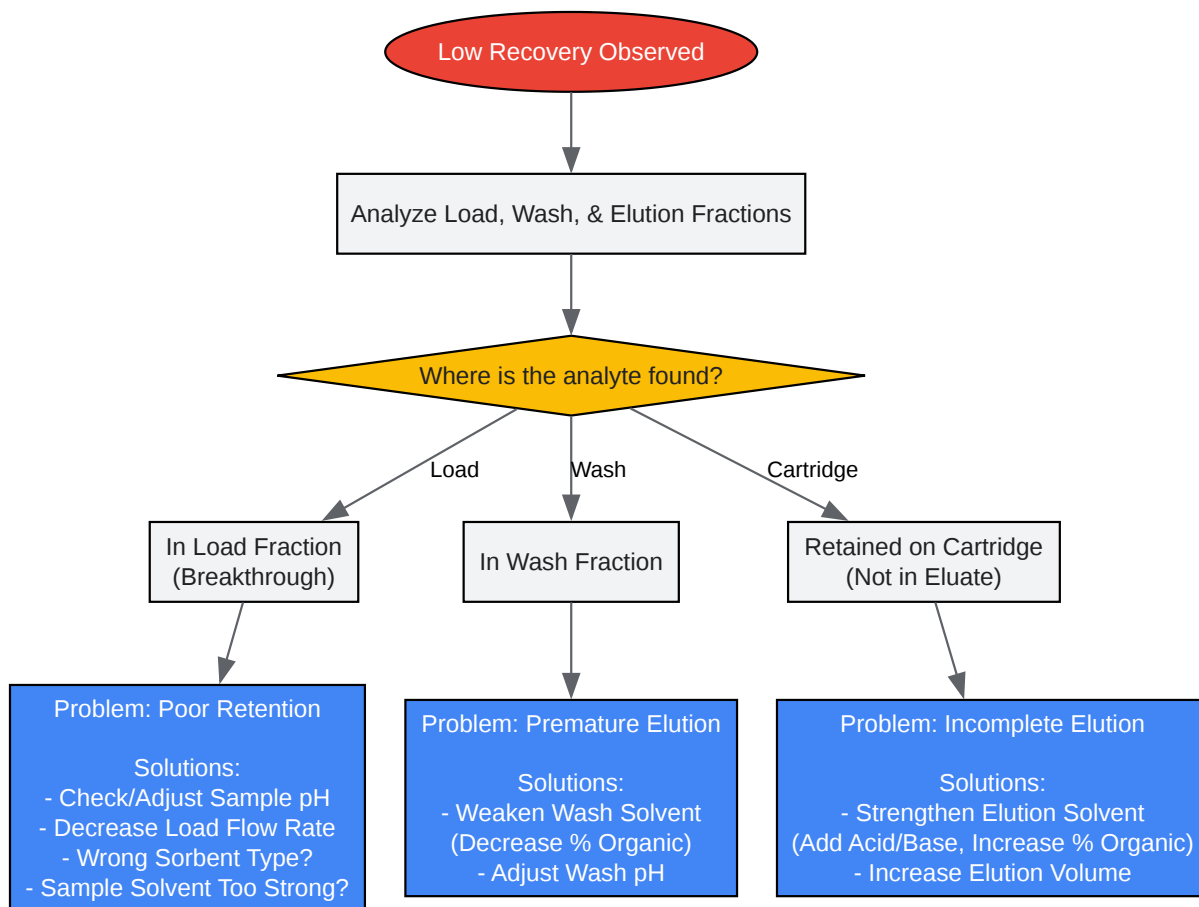 Low Recovery Observed
Analyze Load, Wash, & Elution Fractions
Where is the analyte found?
Load
Wash
Cartridge
In Load Fraction
(Breakthrough)
In Wash Fraction
Retained on Cartridge
(Not in Eluate)
Problem: Poor Retention
Solutions:
- Check/Adjust Sample pH
- Decrease Load Flow Rate
- Wrong Sorbent Type?
- Sample Solvent Too Strong?
Problem: Premature Elution
Solutions:
- Weaken Wash Solvent
(Decrease % Organic)
- Adjust Wash pH
Problem: Incomplete Elution
Solutions:
- Strengthen Elution Solvent
(Add Acid/Base, Increase % Organic)
- Increase Elution Volume